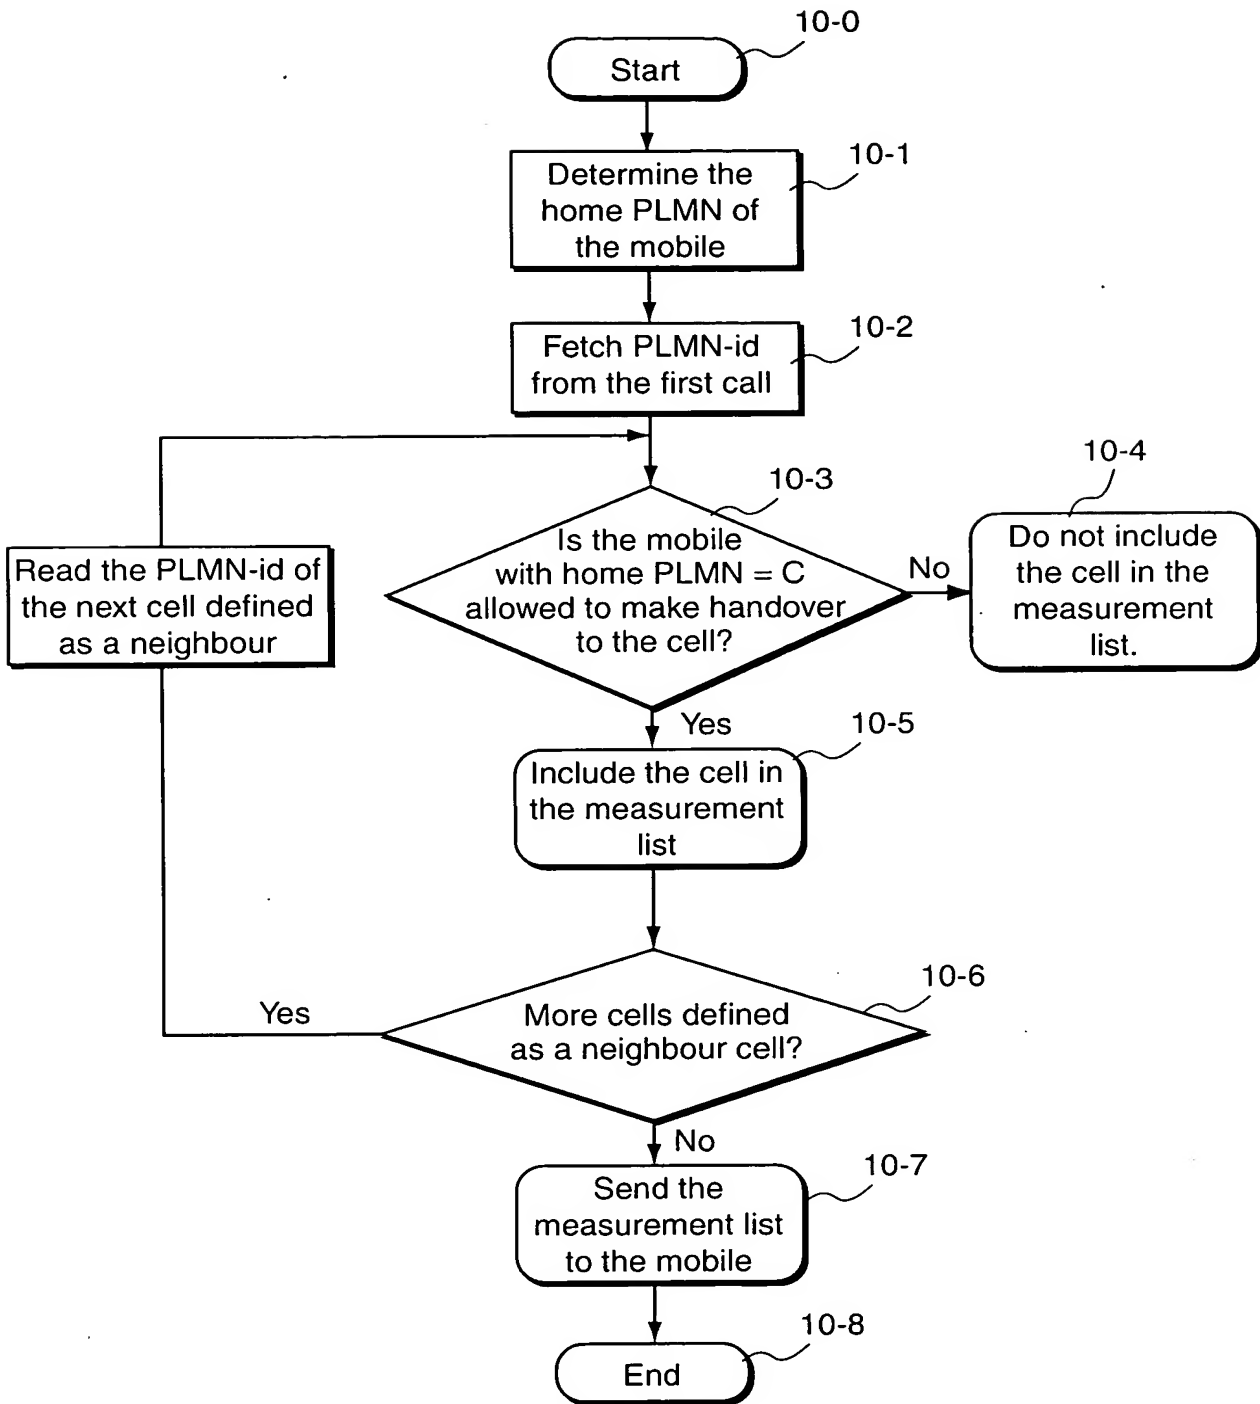 10-0
Start
10-1
Determine the
home PLMN of
the mobile
10-2
Fetch PLMN-id
from the first call
10-3
Is the mobile
with home PLMN = C
allowed to make handover
to the cell?
No
10-4
Do not include
the cell in the
measurement
list.
Read the PLMN-id of
the next cell defined
as a neighbour
Yes
10-5
Include the cell in
the measurement
list
10-6
More cells defined
as a neighbour cell?
Yes
No
10-7
Send the
measurement list
to the mobile
10-8
End